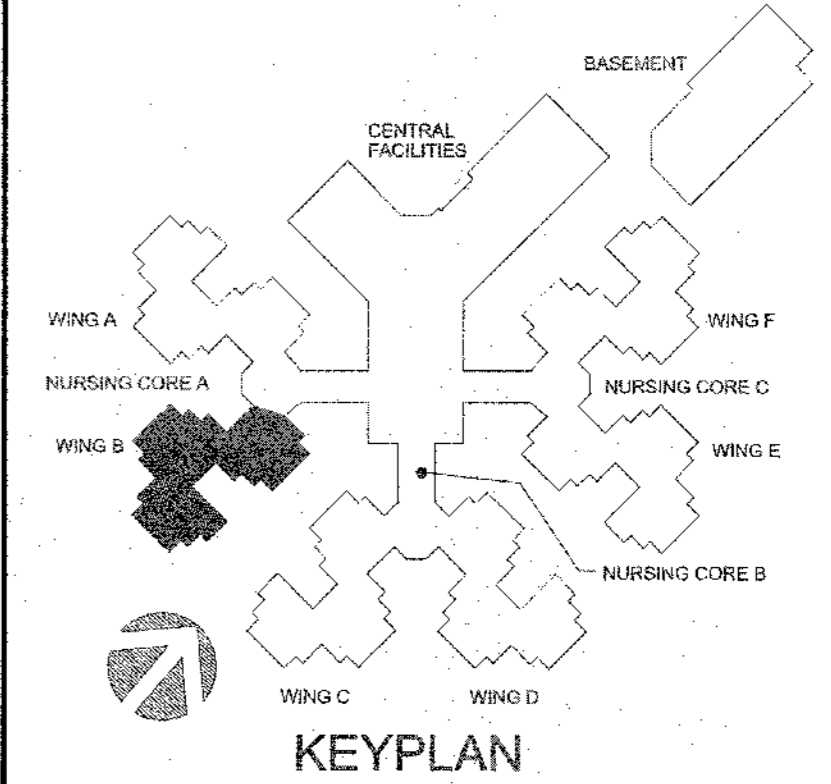 BASEMENT
CENTRAL
FACILITIES
WING A
WING F
NURSING CORE A
NURSING CORE C
WING B
WING E
NURSING CORE B
WING C
WING D
KEYPLAN